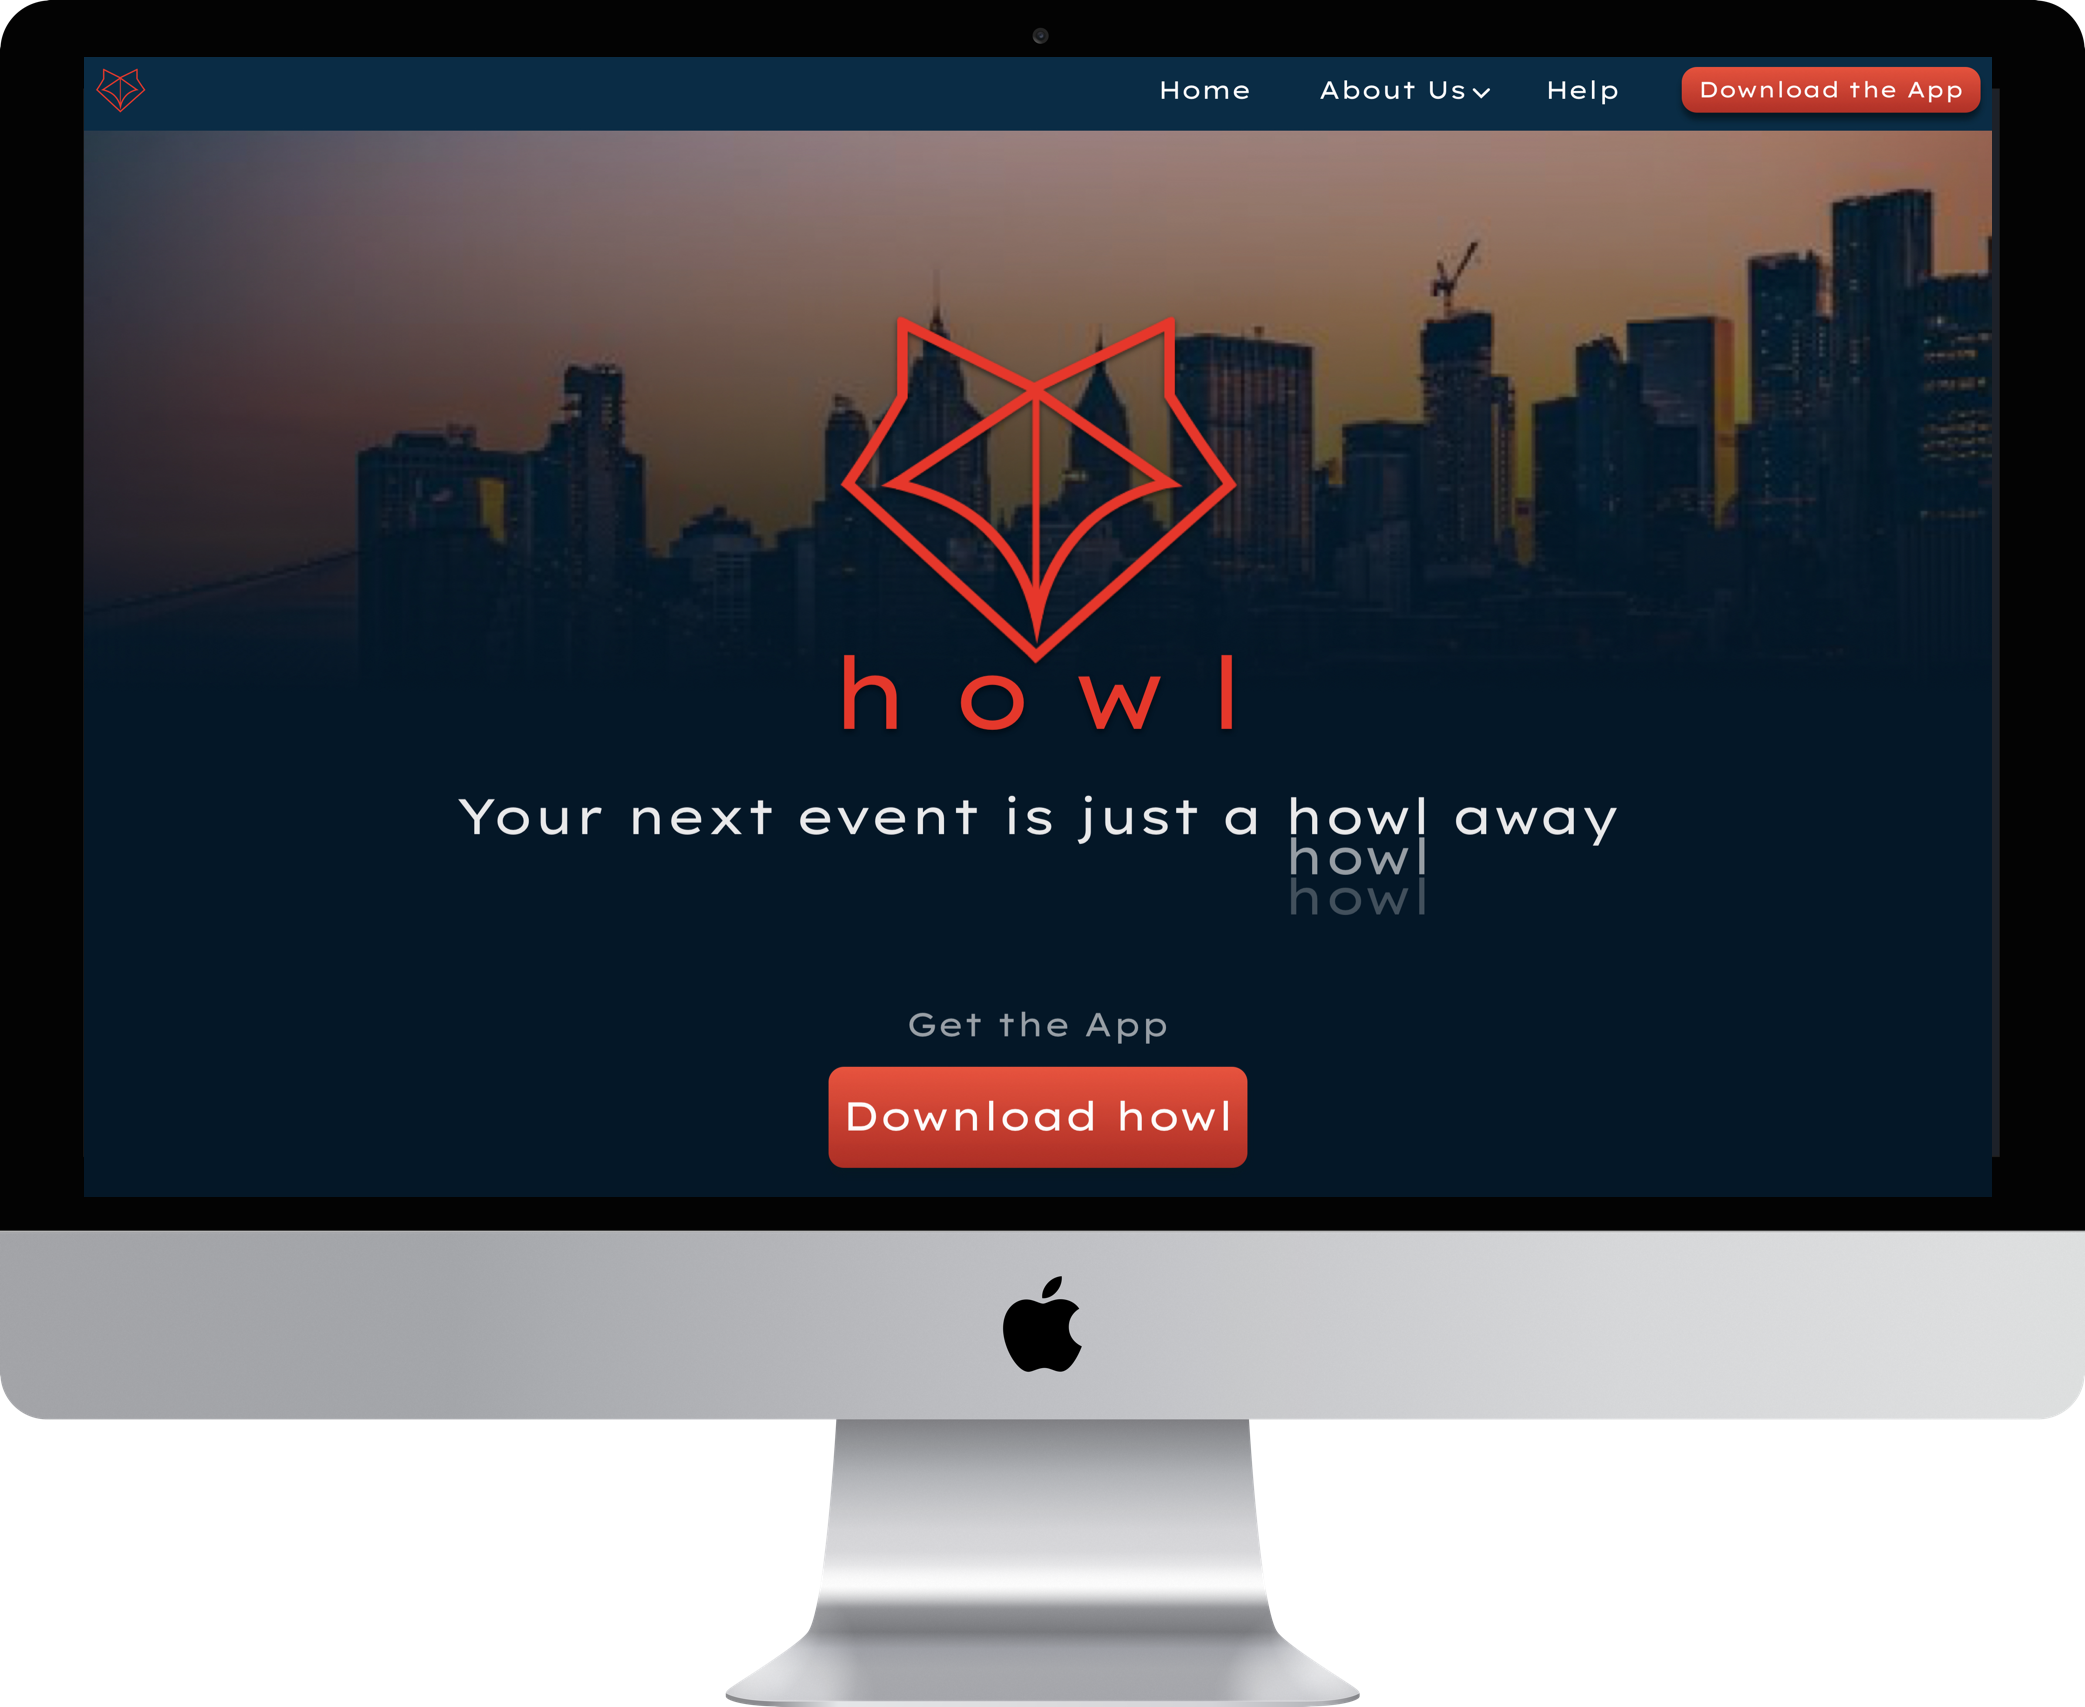 Home About Us Help Download the App
howl
Your next event is just a howl away
howl
howl
Get the App
Download howl